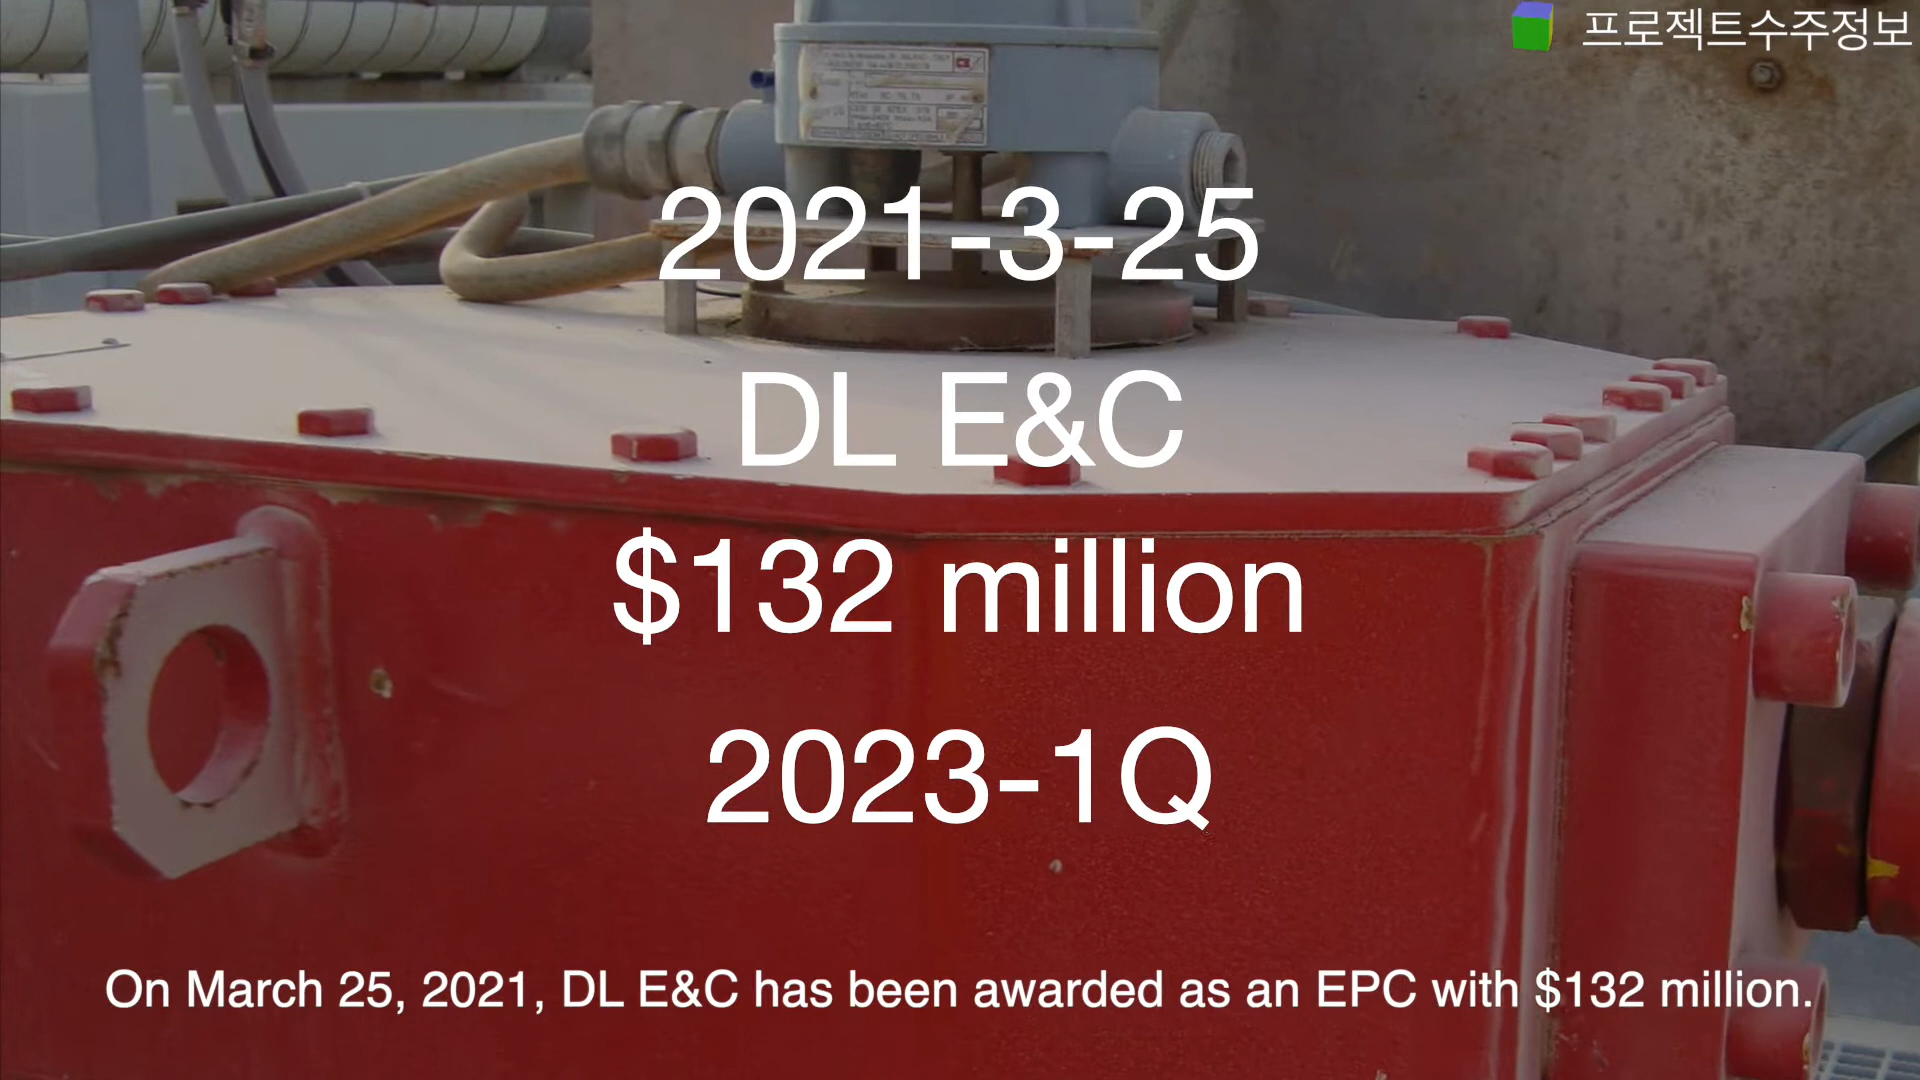 프로젝트수주정보
2021-3-25
DL E&C
$132 million
2023-1Q
On March 25, 2021, DL E&C has been awarded as an EPC with $132 million.